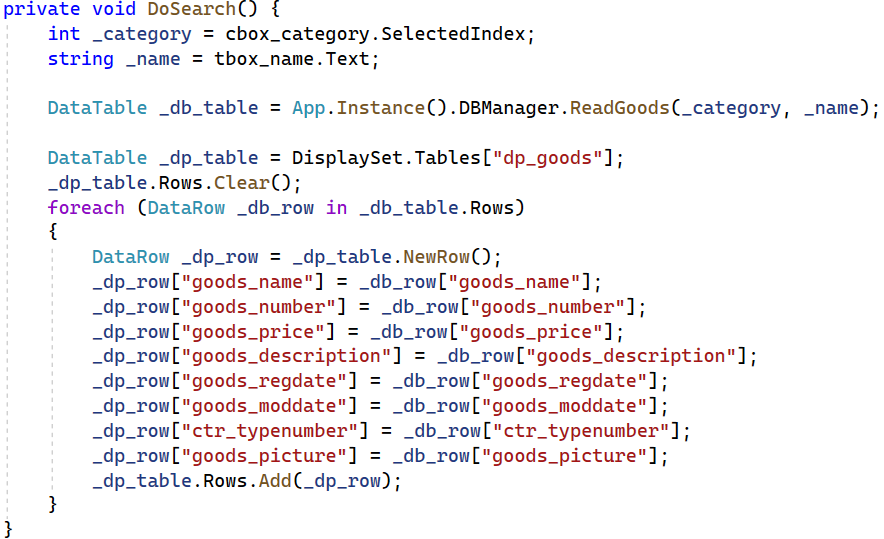 private void DoSearch() {
    int _category = cbox_category.SelectedIndex;
    string _name = tbox_name.Text;

    DataTable _db_table = App.Instance().DBManager.ReadGoods(_category, _name);

    DataTable _dp_table = DisplaySet.Tables["dp_goods"];
    _dp_table.Rows.Clear();
    foreach (DataRow _db_row in _db_table.Rows)
    {
        DataRow _dp_row = _dp_table.NewRow();
        _dp_row["goods_name"] = _db_row["goods_name"];
        _dp_row["goods_number"] = _db_row["goods_number"];
        _dp_row["goods_price"] = _db_row["goods_price"];
        _dp_row["goods_description"] = _db_row["goods_description"];
        _dp_row["goods_regdate"] = _db_row["goods_regdate"];
        _dp_row["goods_moddate"] = _db_row["goods_moddate"];
        _dp_row["ctr_typenumber"] = _db_row["ctr_typenumber"];
        _dp_row["goods_picture"] = _db_row["goods_picture"];
        _dp_table.Rows.Add(_dp_row);
    }
}